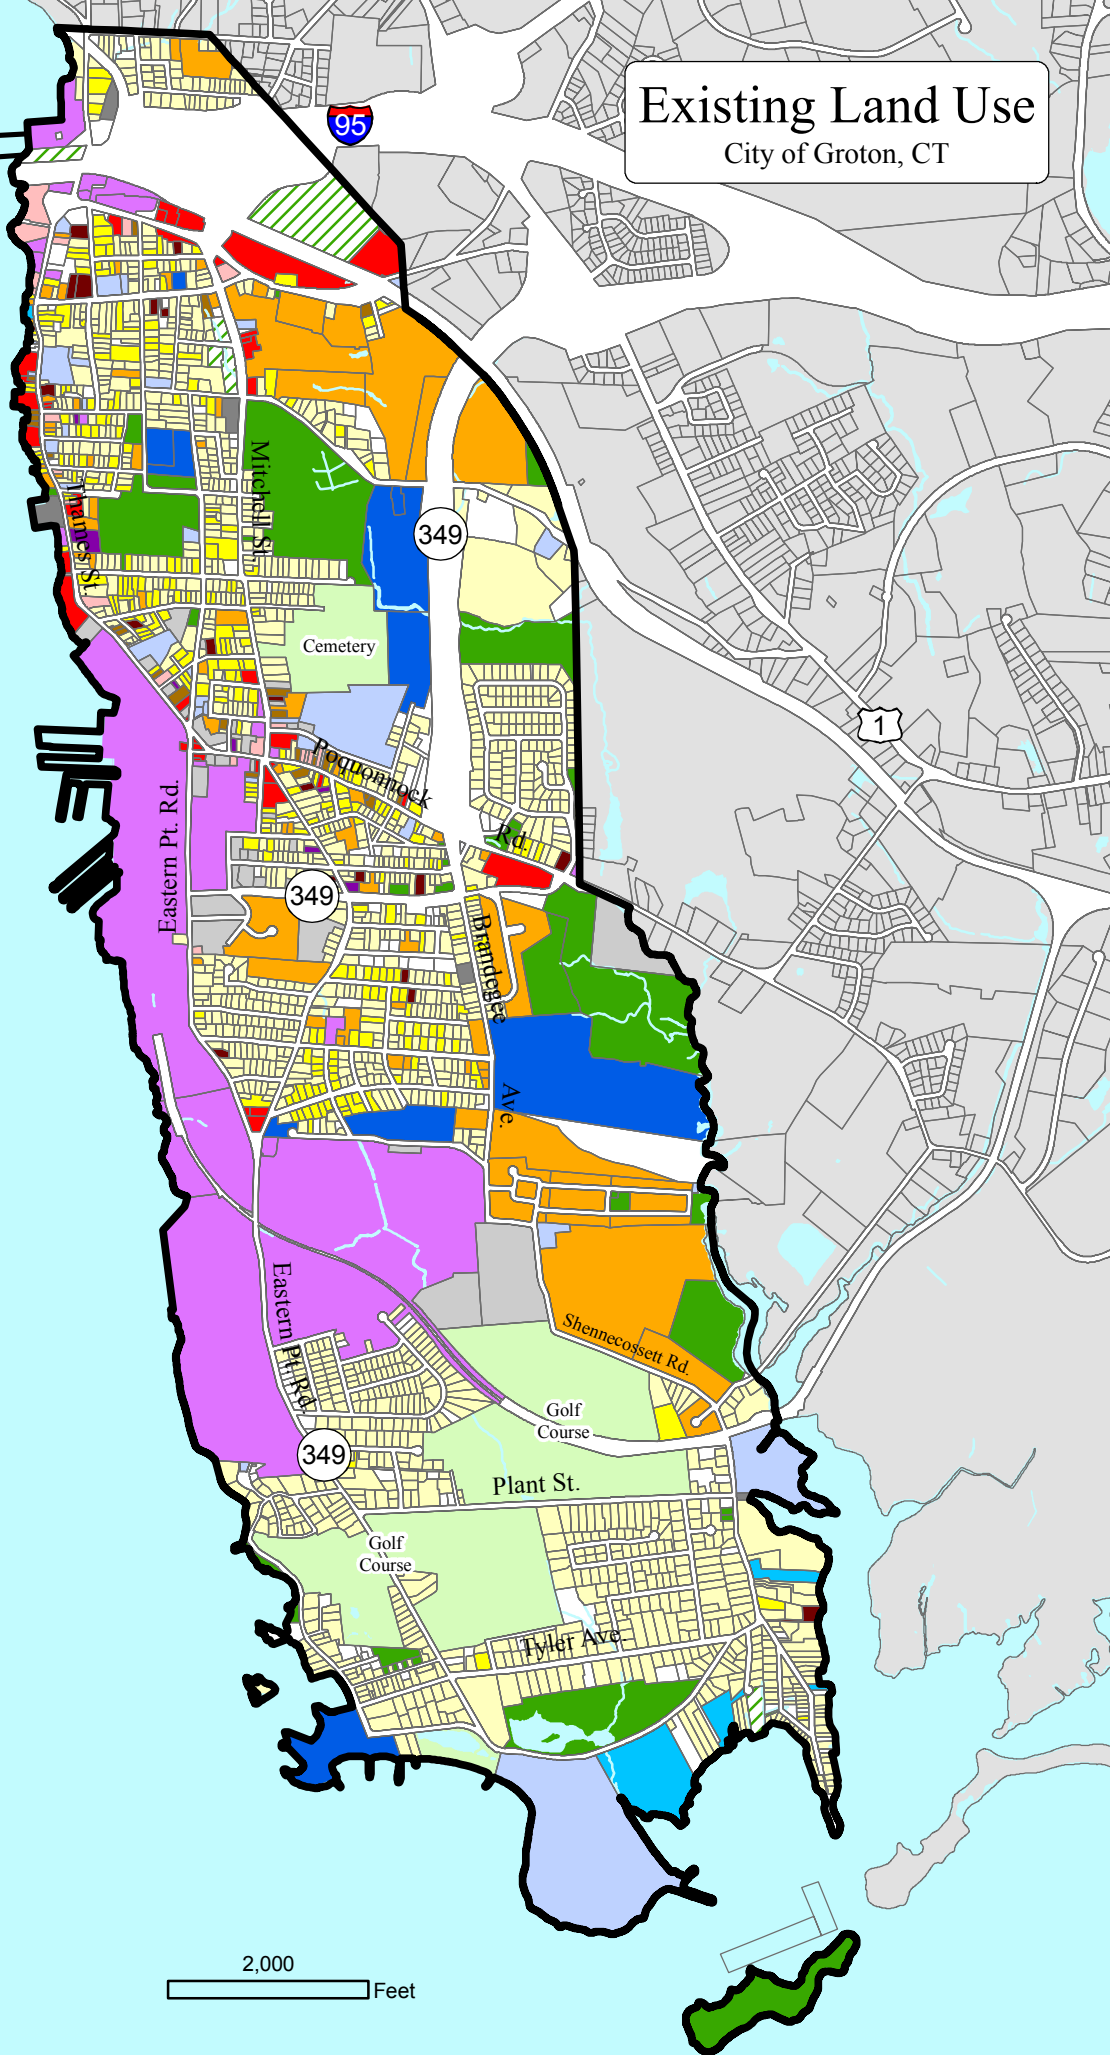 Existing Land Use
City of Groton, CT
95
Mitchell St.
Thames St.
349
Cemetery
1
Poquonnock
Rd.
Eastern Pt. Rd.
349
Brandegee
Ave.
Eastern Pt. Rd.
Shennecossett Rd.
Golf
Course
349
Plant St.
Golf
Course
Tyler Ave.
2,000
Feet